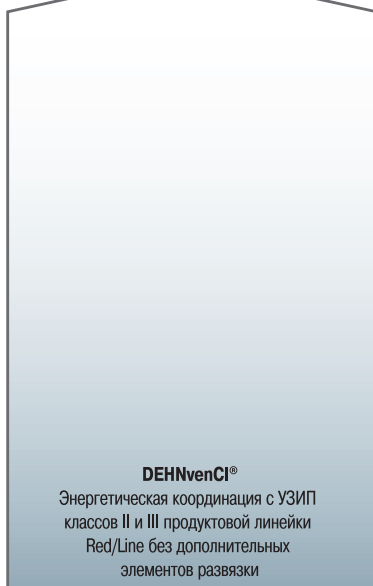 DEHNvenCI®
Энергетическая координация с УЗИП
классов II и III продуктовой линейки
Red/Line без дополнительных
элементов развязки